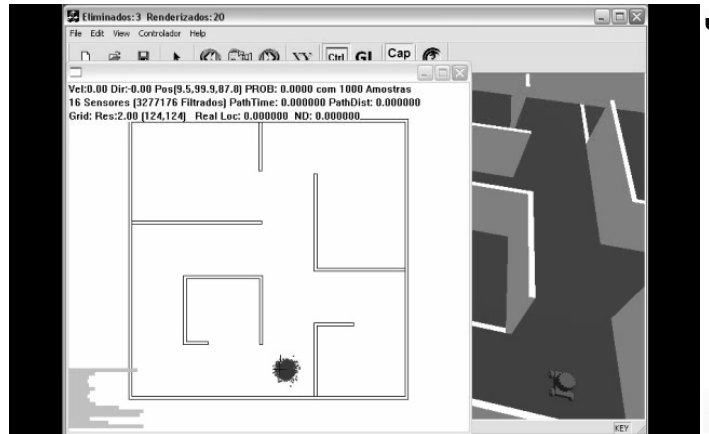 Eliminados:3 Renderizados:20
File Edit View Controlador Help
Ctrl GL Cap
Vel:0.00 Dir:-0.00 Pos(9.5,99.9,87.8) PROB: 0.0000 com 1000 Amostras
16 Sensores (3277176 Filtrados) PathTime: 0.000000 PathDist: 0.000000
Grid: Res:2.00 (124,124) Real Loc: 0.000000 ND: 0.000000
KEY